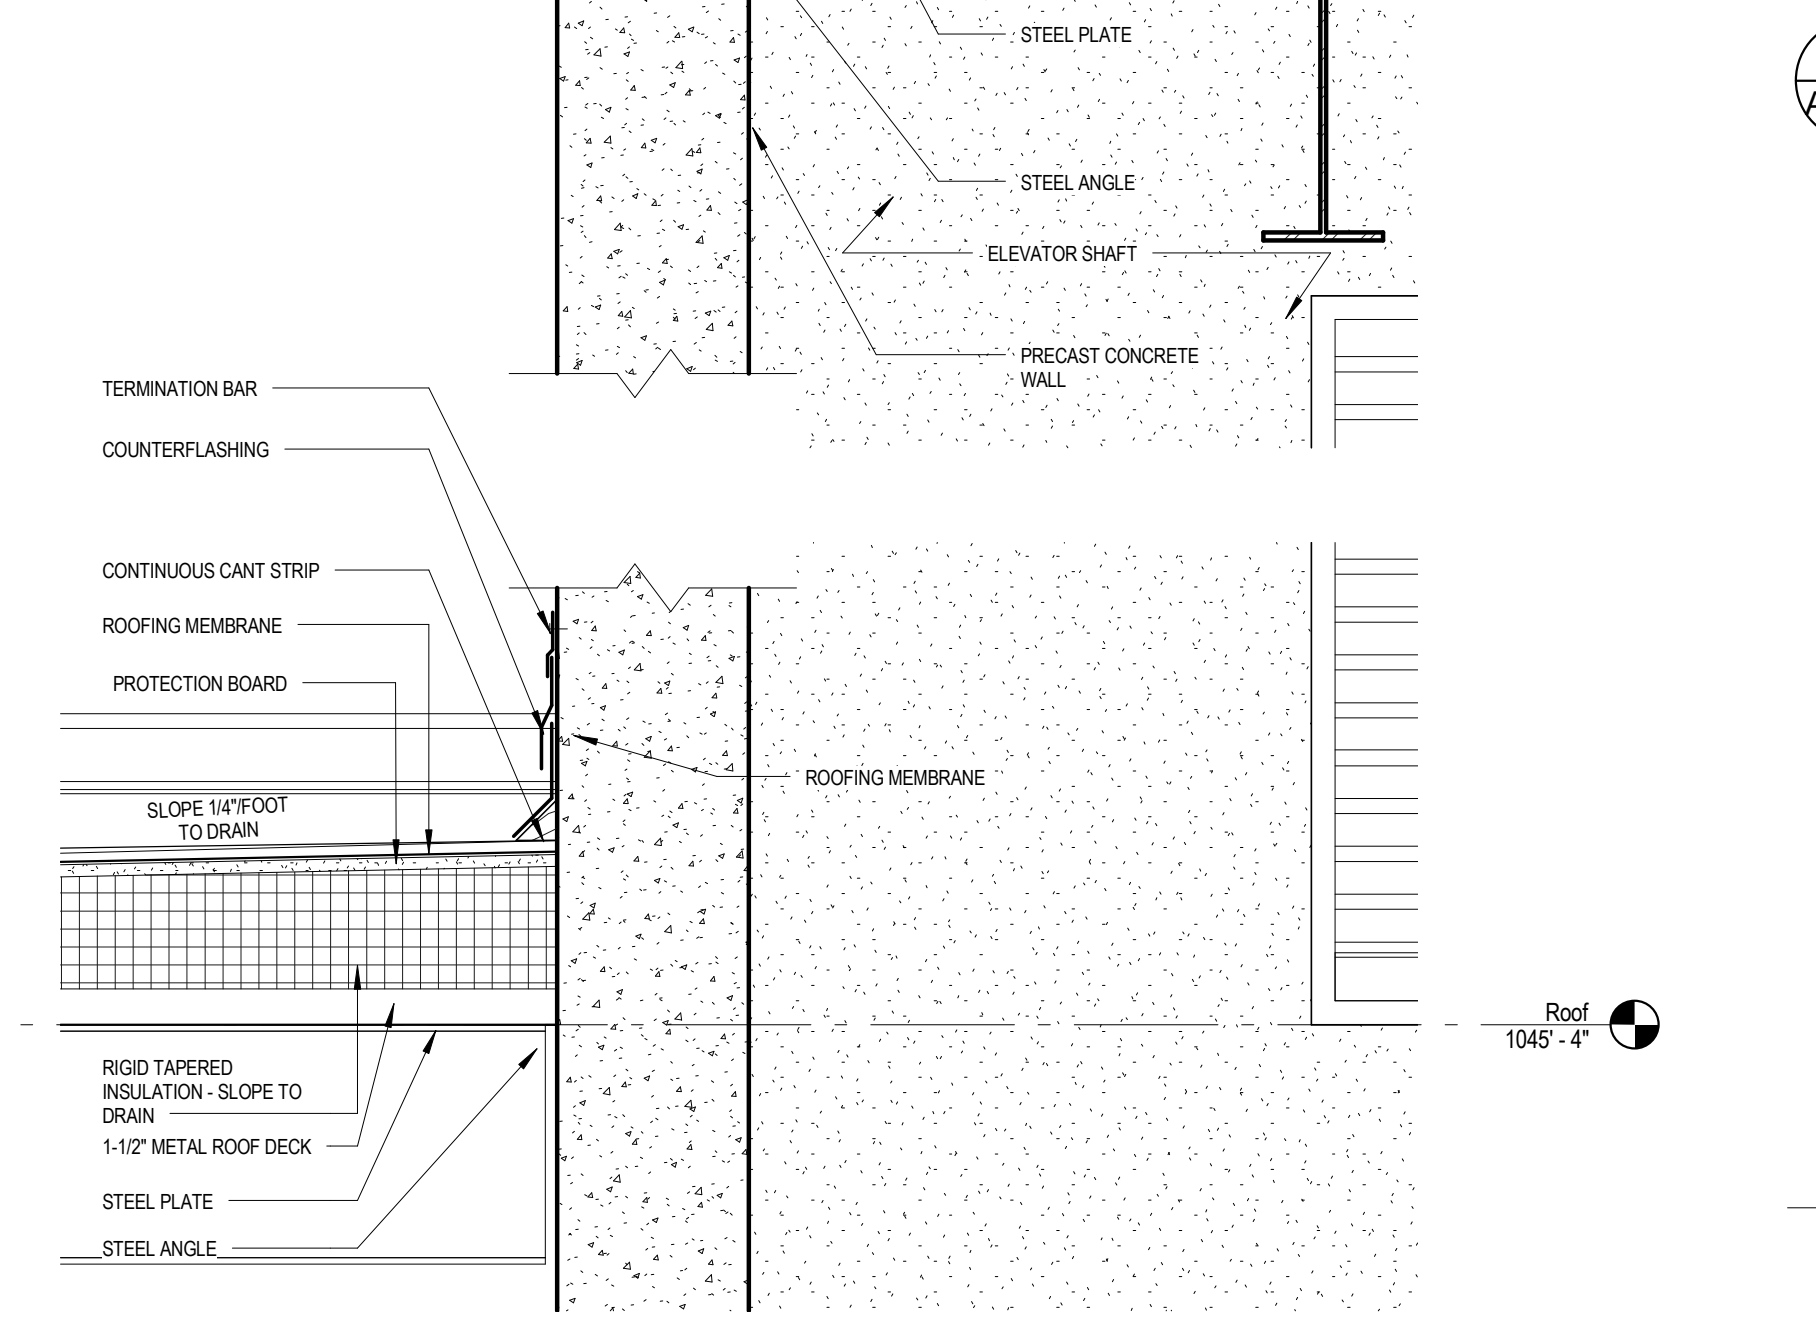 STEEL PLATE
A
STEEL ANGLE
ELEVATOR SHAFT
PRECAST CONCRETE
WALL
TERMINATION BAR
COUNTERFLASHING
CONTINUOUS CANT STRIP
ROOFING MEMBRANE
PROTECTION BOARD
ROOFING MEMBRANE
SLOPE 1/4"/FOOT
TO DRAIN
Roof
1045' - 4"
RIGID TAPERED
INSULATION - SLOPE TO
DRAIN
1-1/2" METAL ROOF DECK
STEEL PLATE
STEEL ANGLE